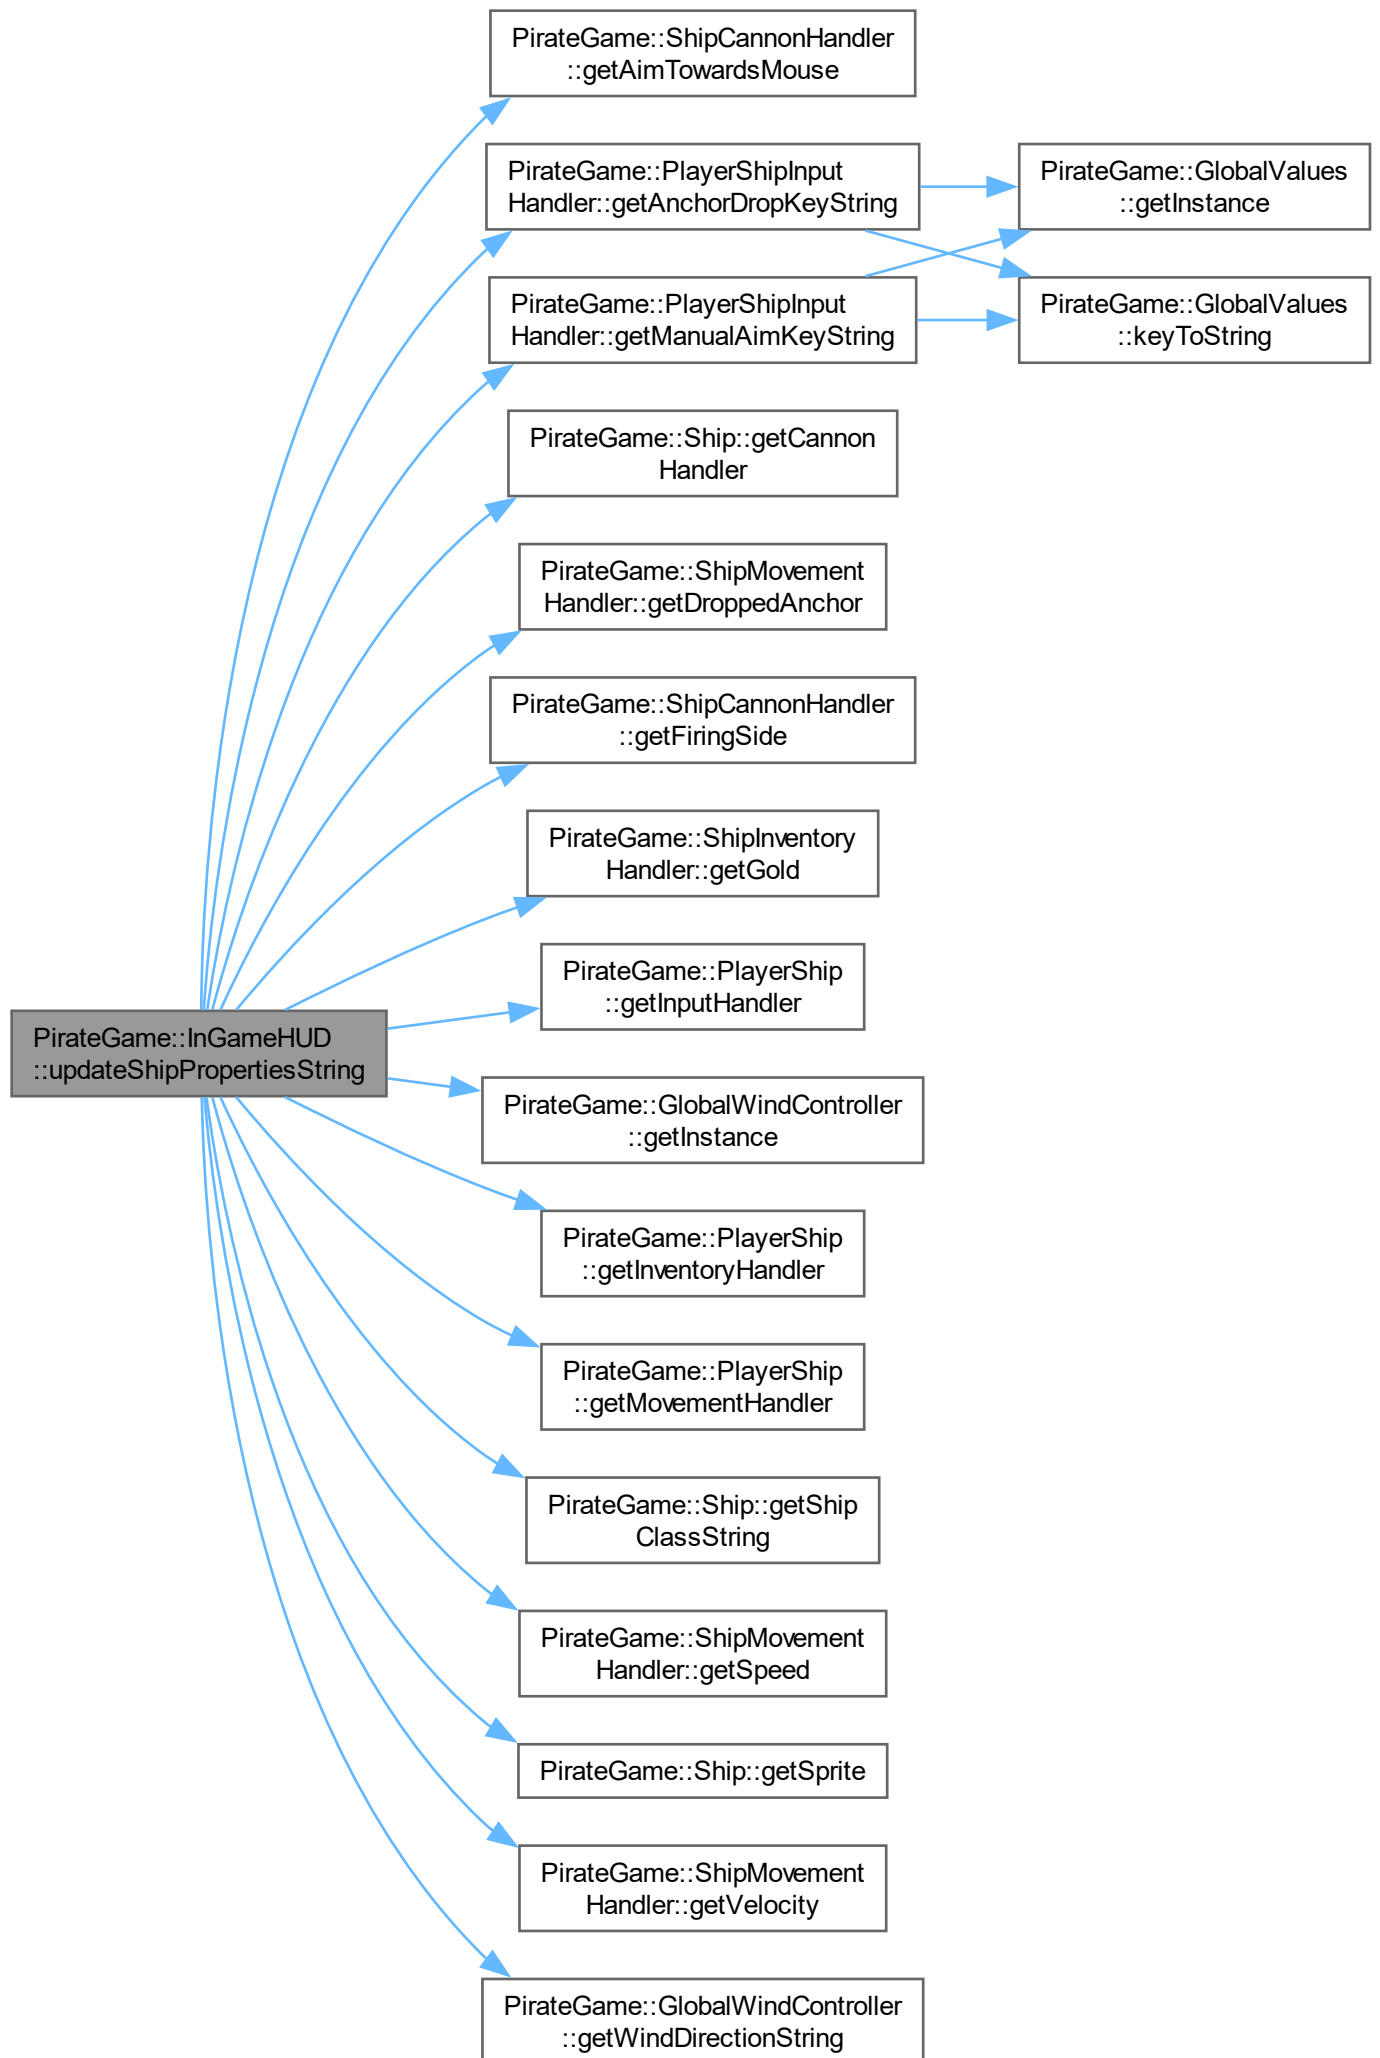 PirateGame::ShipCannonHandler
::getAimTowardsMouse
PirateGame::PlayerShipInput
Handler::getAnchorDropKeyString
PirateGame::GlobalValues
::getInstance
PirateGame::PlayerShipInput
Handler::getManualAimKeyString
PirateGame::GlobalValues
::keyToString
PirateGame::Ship::getCannon
Handler
PirateGame::ShipMovement
Handler::getDroppedAnchor
PirateGame::ShipCannonHandler
::getFiringSide
PirateGame::ShipInventory
Handler::getGold
PirateGame::PlayerShip
::getInputHandler
PirateGame::InGameHUD
::updateShipPropertiesString
PirateGame::GlobalWindController
::getInstance
PirateGame::PlayerShip
::getInventoryHandler
PirateGame::PlayerShip
::getMovementHandler
PirateGame::Ship::getShip
ClassString
PirateGame::ShipMovement
Handler::getSpeed
PirateGame::Ship::getSprite
PirateGame::ShipMovement
Handler::getVelocity
PirateGame::GlobalWindController
::getWindDirectionString